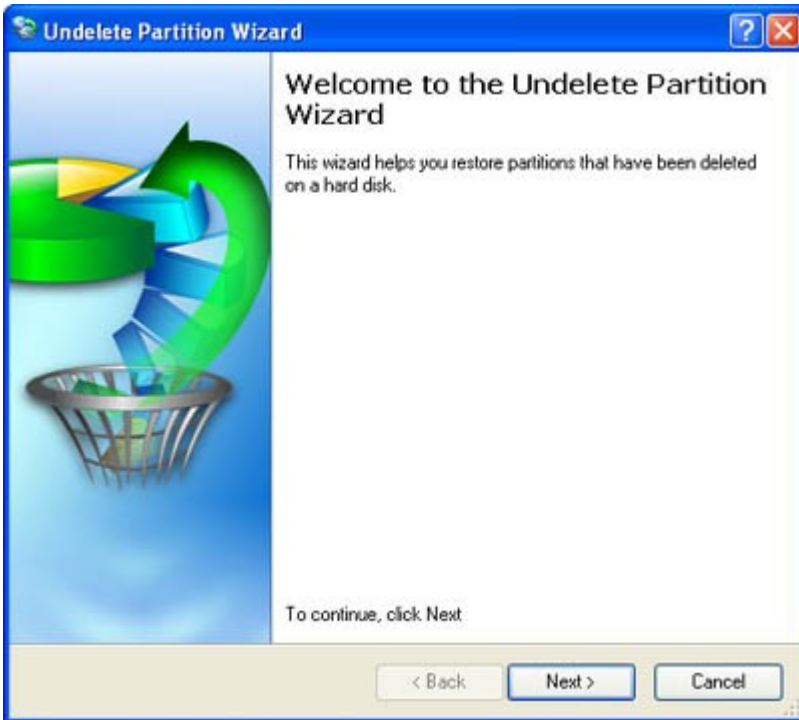 Undelete Partition Wizard
Welcome to the Undelete Partition
Wizard
This wizard helps you restore partitions that have been deleted
on a hard disk.
To continue, click Next
< Back
Next >
Cancel